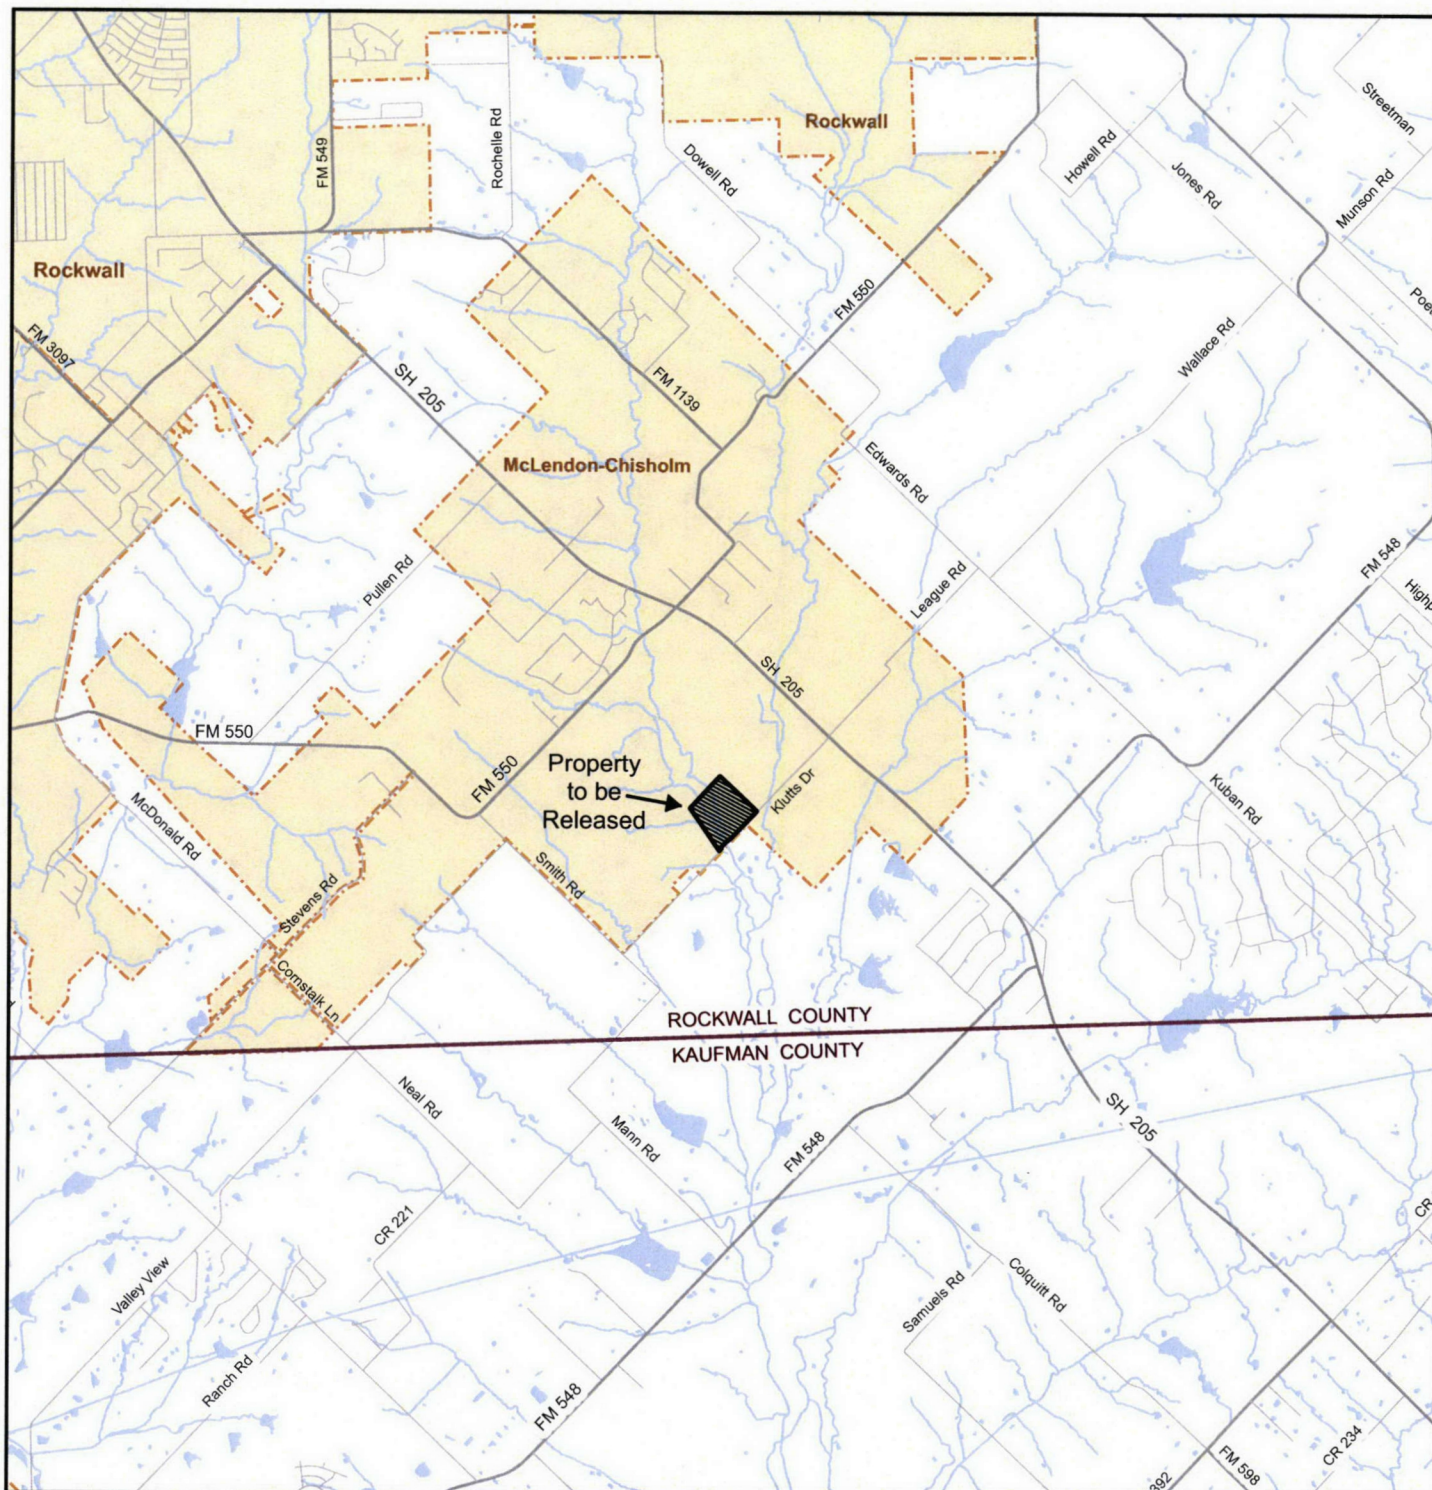 Rockwall
Streetman
FM 549
Rochelle Rd
Dowell Rd
Howell Rd
Jones Rd
Munson Rd
Rockwall
FM 3097
SH 205
FM 1139
FM 550
Wallace Rd
McLendon-Chisholm
Edwards Rd
Pullen Rd
League Rd
FM 548
SH 205
FM 550
FM 550
Property
to be
Released
Klutts Dr
Kuban Rd
McDonald Rd
Smith Rd
Stevens Rd
Cornstalk Ln
ROCKWALL COUNTY
KAUFMAN COUNTY
Neal Rd
Mann Rd
FM 548
SH 205
CR 221
Valley View
Samuels Rd
Colquitt Rd
Ranch Rd
FM 548
CR
CR 234
FM 598
392